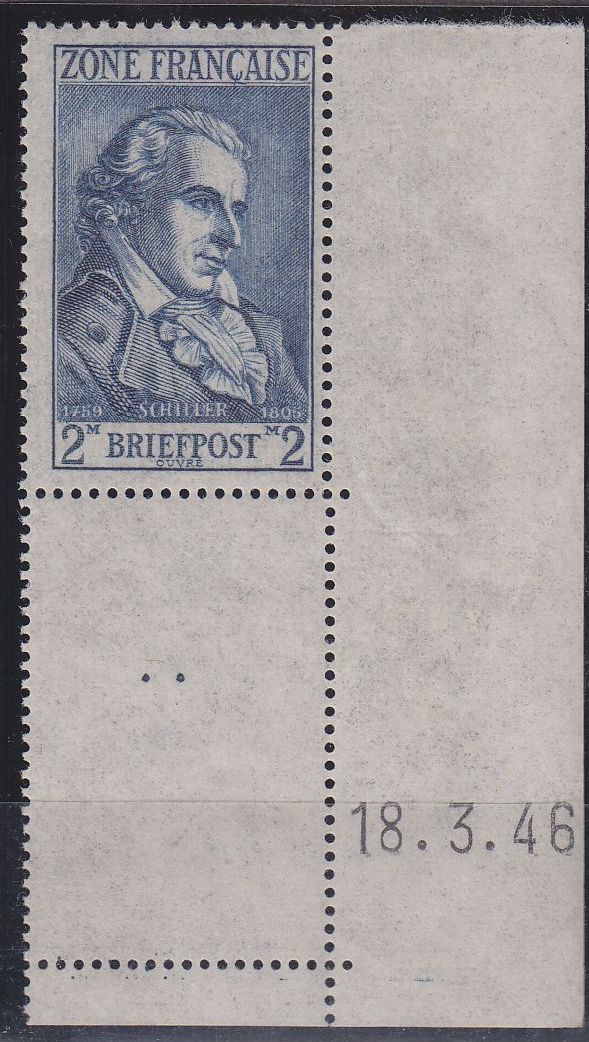 ZONE FRANÇAISE
1759 SCHILLER 1805
2M BRIEFPOST M2
OUVRÉ
18.3.46